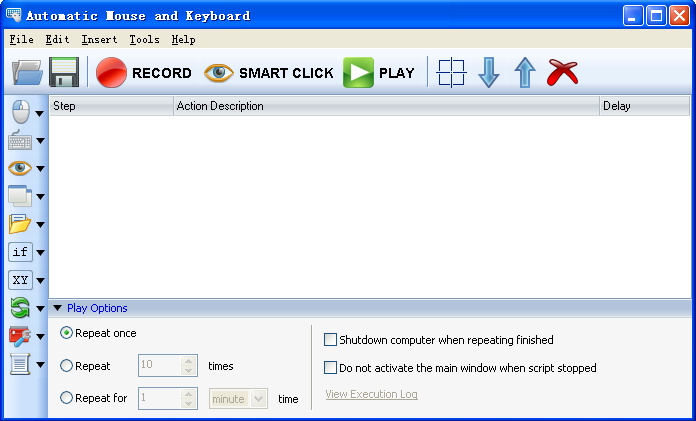 Automatic Mouse and Keyboard
File Edit Insert Tools Help
RECORD SMART CLICK PLAY
Step Action Description Delay
if
XY
Play Options
Repeat once
Shutdown computer when repeating finished
Repeat 10 times
Do not activate the main window when script stopped
Repeat for 1 minute time
View Execution Log